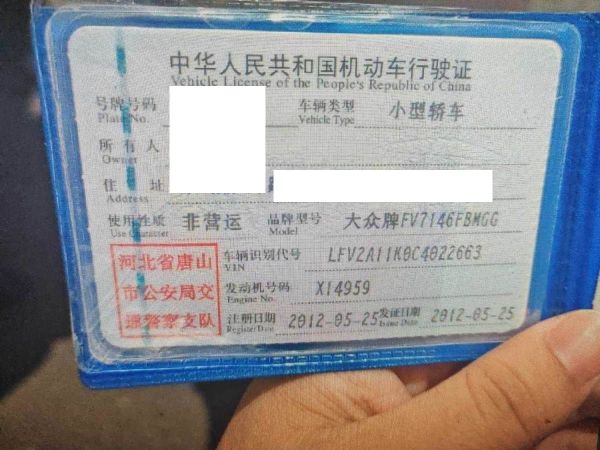 中华人民共和国机动车行驶证
Vehicle License of the People's Republic of China
号牌号码 车辆类型 小型轿车
Plate No. Vehicle Type
所有人
Owner
住址
Address
使用性质 非营运 品牌型号 大众牌FV7146FBMGG
Use Character Model
河北省唐山
市公安局交
通警察支队
车辆识别代号 LFV2A11K0C4022663
VIN
发动机号码 X14959
Engine No.
注册日期 2012-05-25 发证日期 2012-05-25
Register Date Issue Date